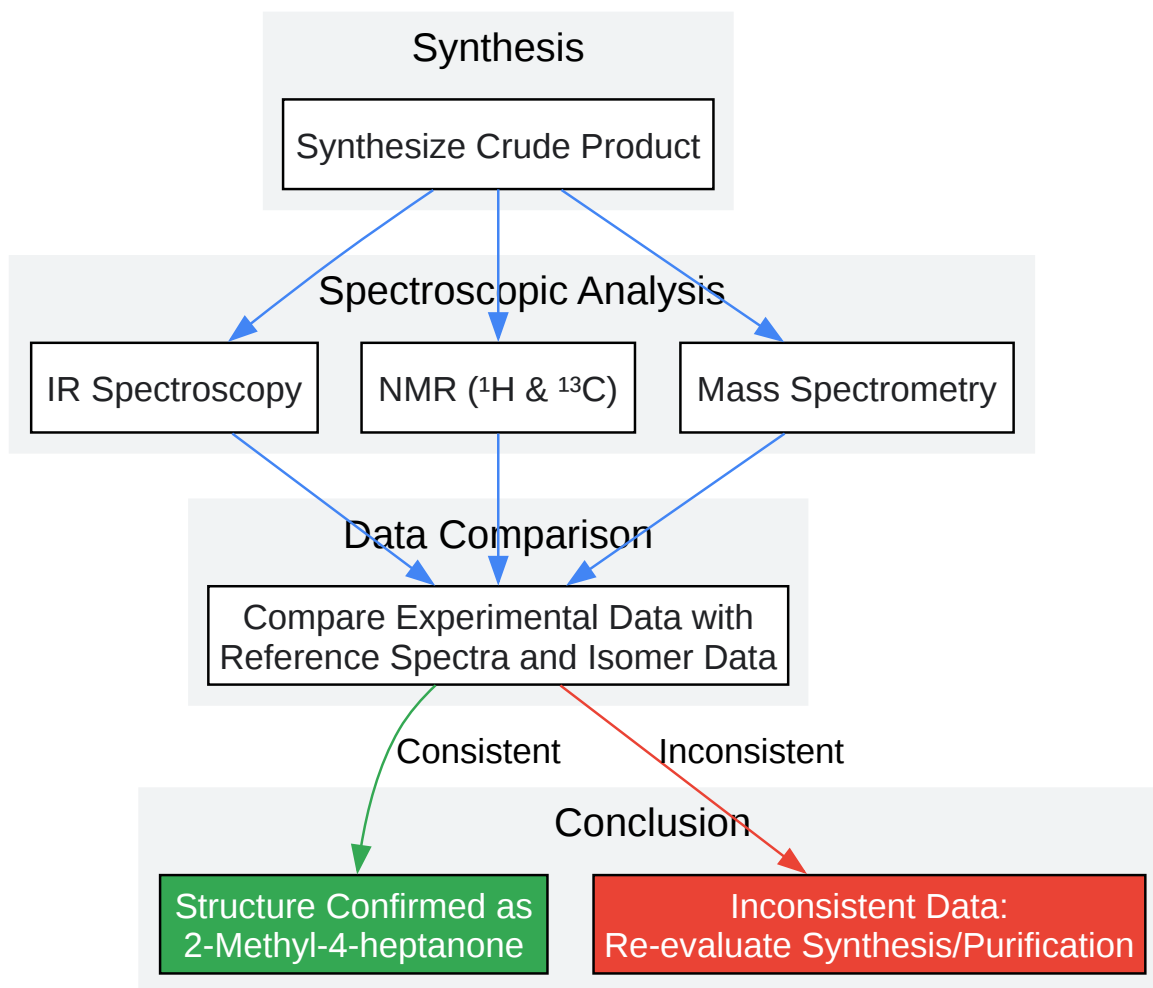 Synthesis
Synthesize Crude Product
Spectroscopic Analysis
IR Spectroscopy
NMR (¹H & ¹³C)
Mass Spectrometry
Data Comparison
Compare Experimental Data with
Reference Spectra and Isomer Data
Consistent
Inconsistent
Conclusion
Structure Confirmed as
2-Methyl-4-heptanone
Inconsistent Data:
Re-evaluate Synthesis/Purification